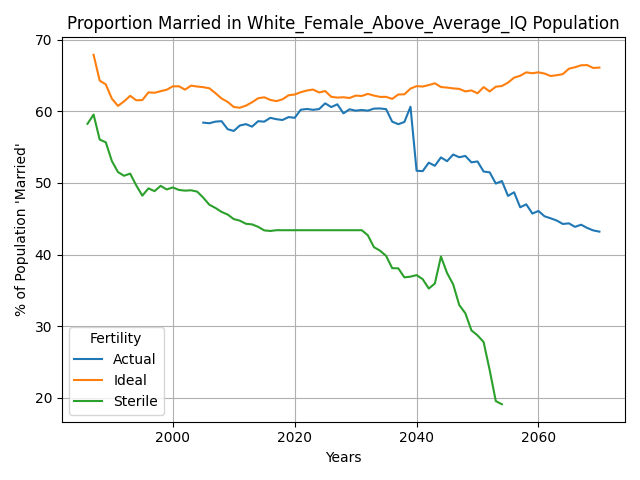 Proportion Married in White_Female_Above_Average_IQ Population
% of Population 'Married'
70
60
50
40
30
20
Fertility
Actual
Ideal
Sterile
2000
2020
2040
2060
Years